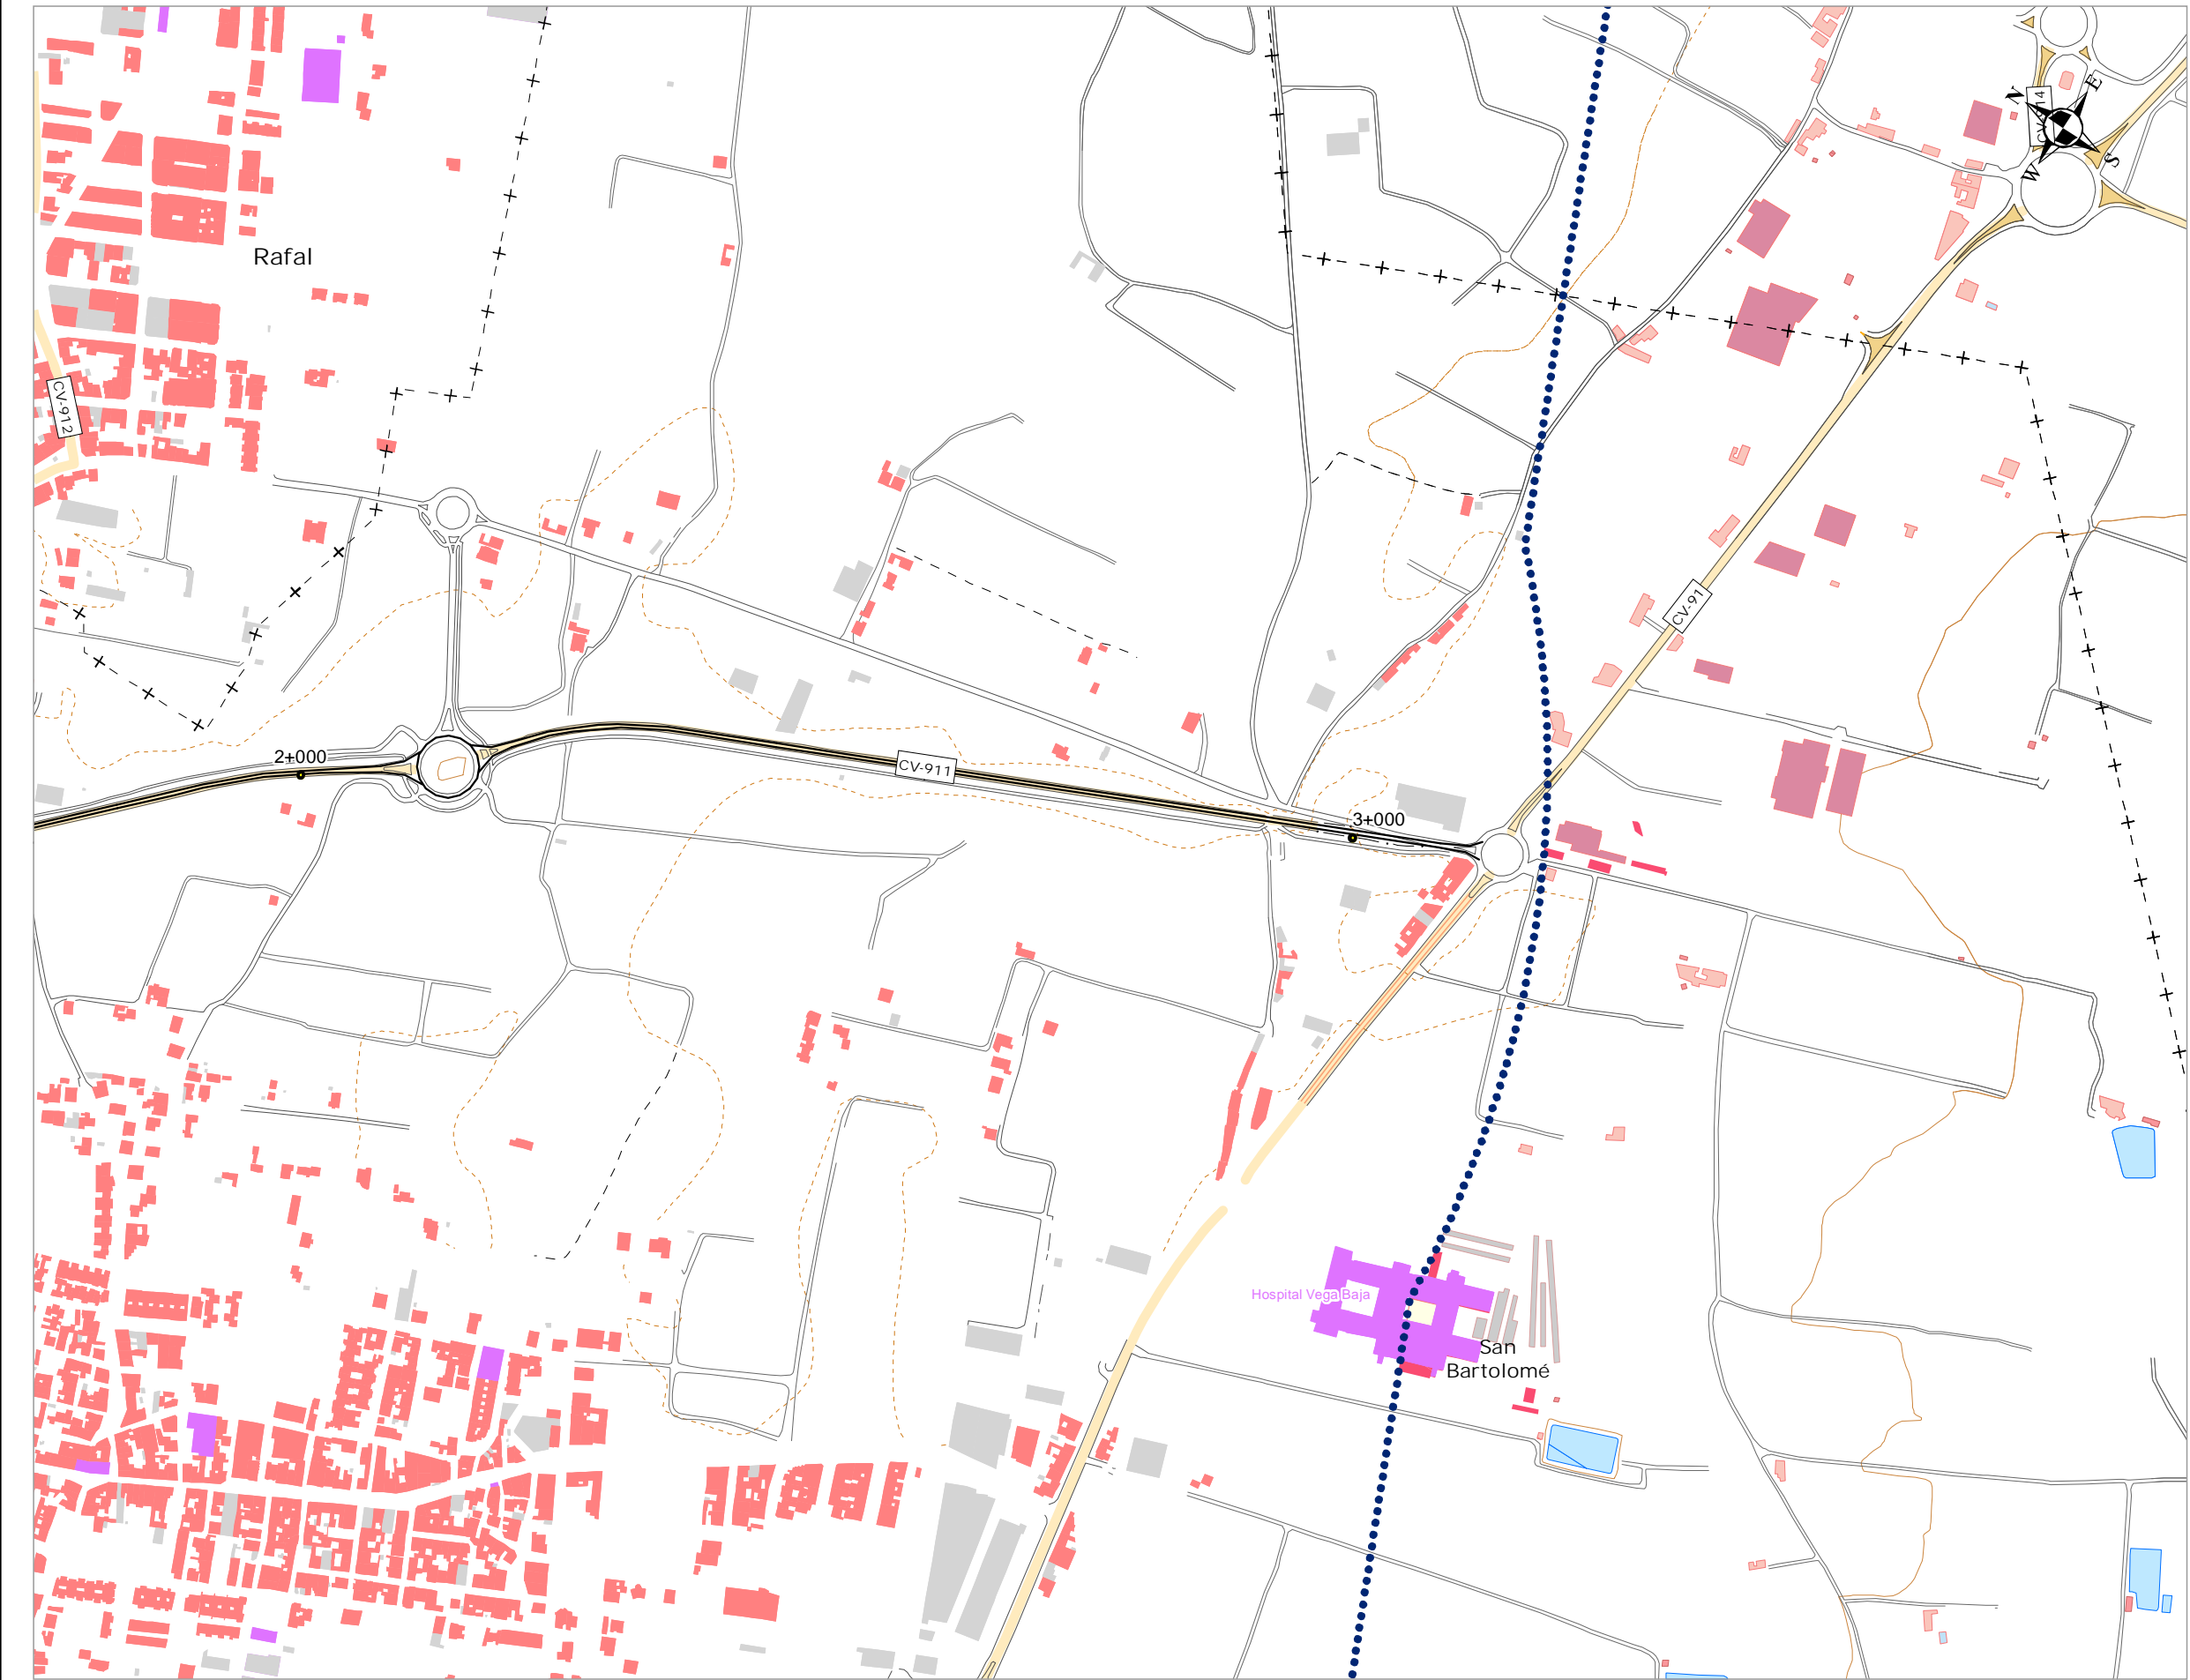 N
E
W
S
Rafal
CV-912
CV-91
2+000
CV-911
3+000
Hospital Vega Baja
San
Bartolomé